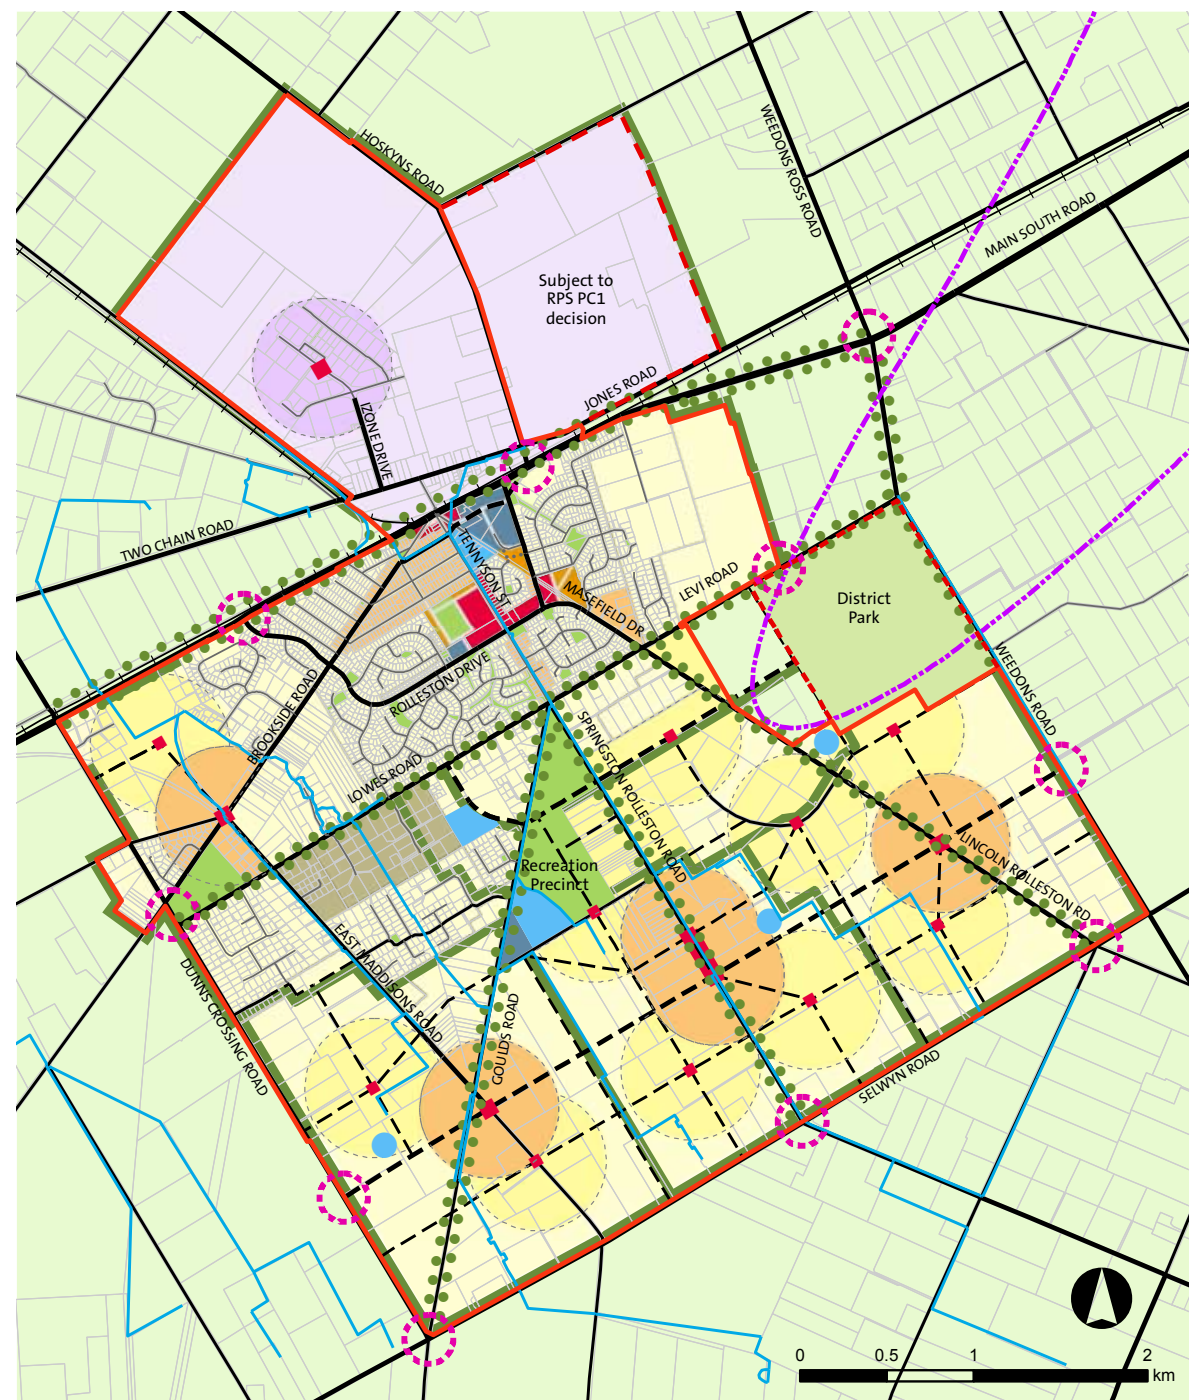 HOSKYNS ROAD
WEEDONS ROSS ROAD
MAIN SOUTH ROAD
Subject to
RPS PC1
decision
JONES ROAD
IZONE DRIVE
TWO CHAIN ROAD
TENNYSON ST
MASEFIELD DR
LEVI ROAD
District
Park
WEEDONS ROAD
ROLLESTON DRIVE
BROOKSIDE ROAD
LOWES ROAD
SPRINGSTON ROLLESTON ROAD
Recreation
Precinct
LINCOLN ROLLESTON RD
EAST MADDISONS ROAD
DUNNS CROSSING ROAD
GOULDS ROAD
SELWYN ROAD
0 0.5 1 2
km